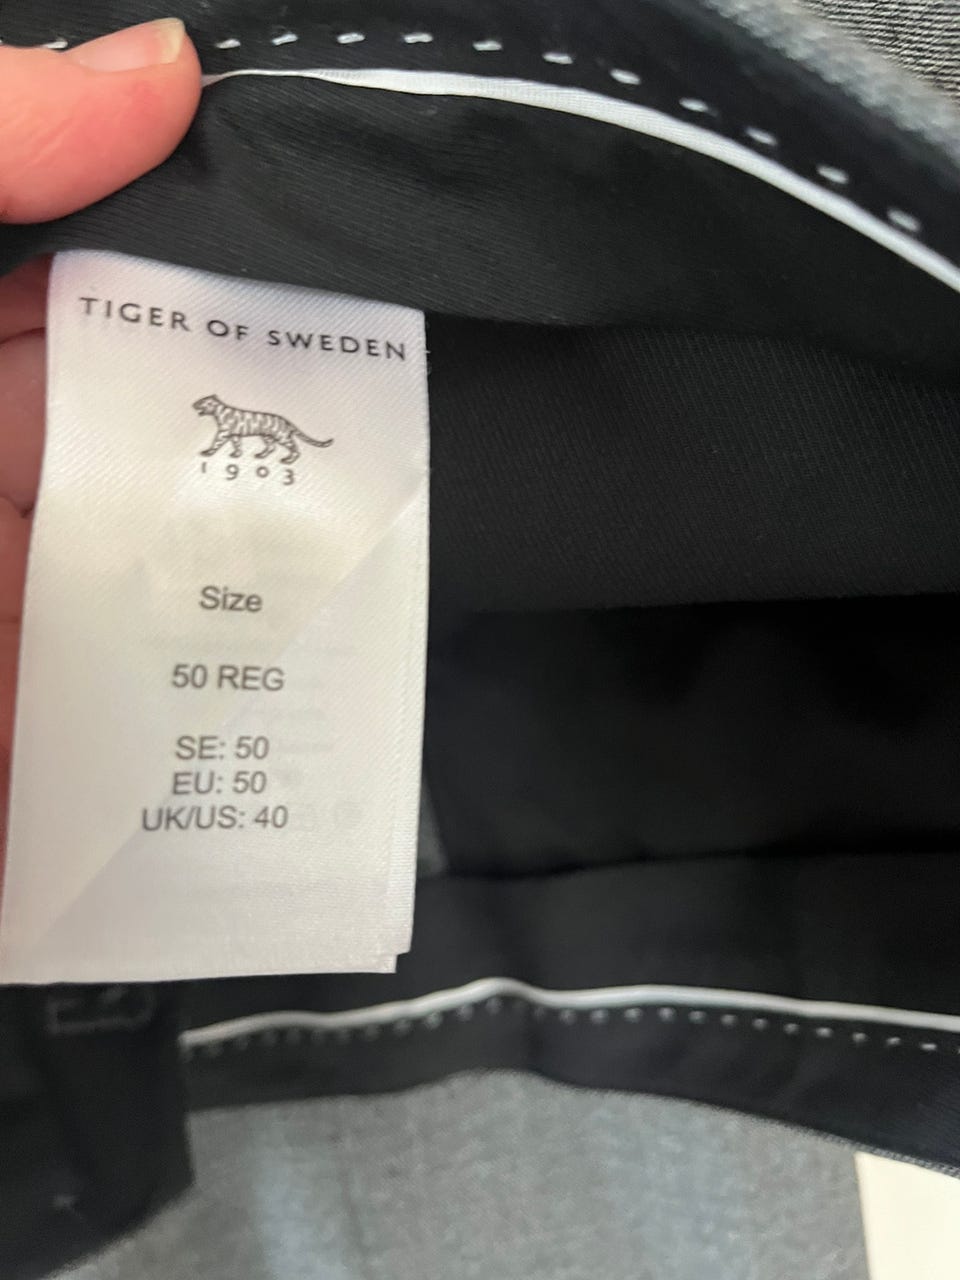 TIGER OF SWEDEN
1903
Size
50 REG
SE: 50
EU: 50
UK/US: 40